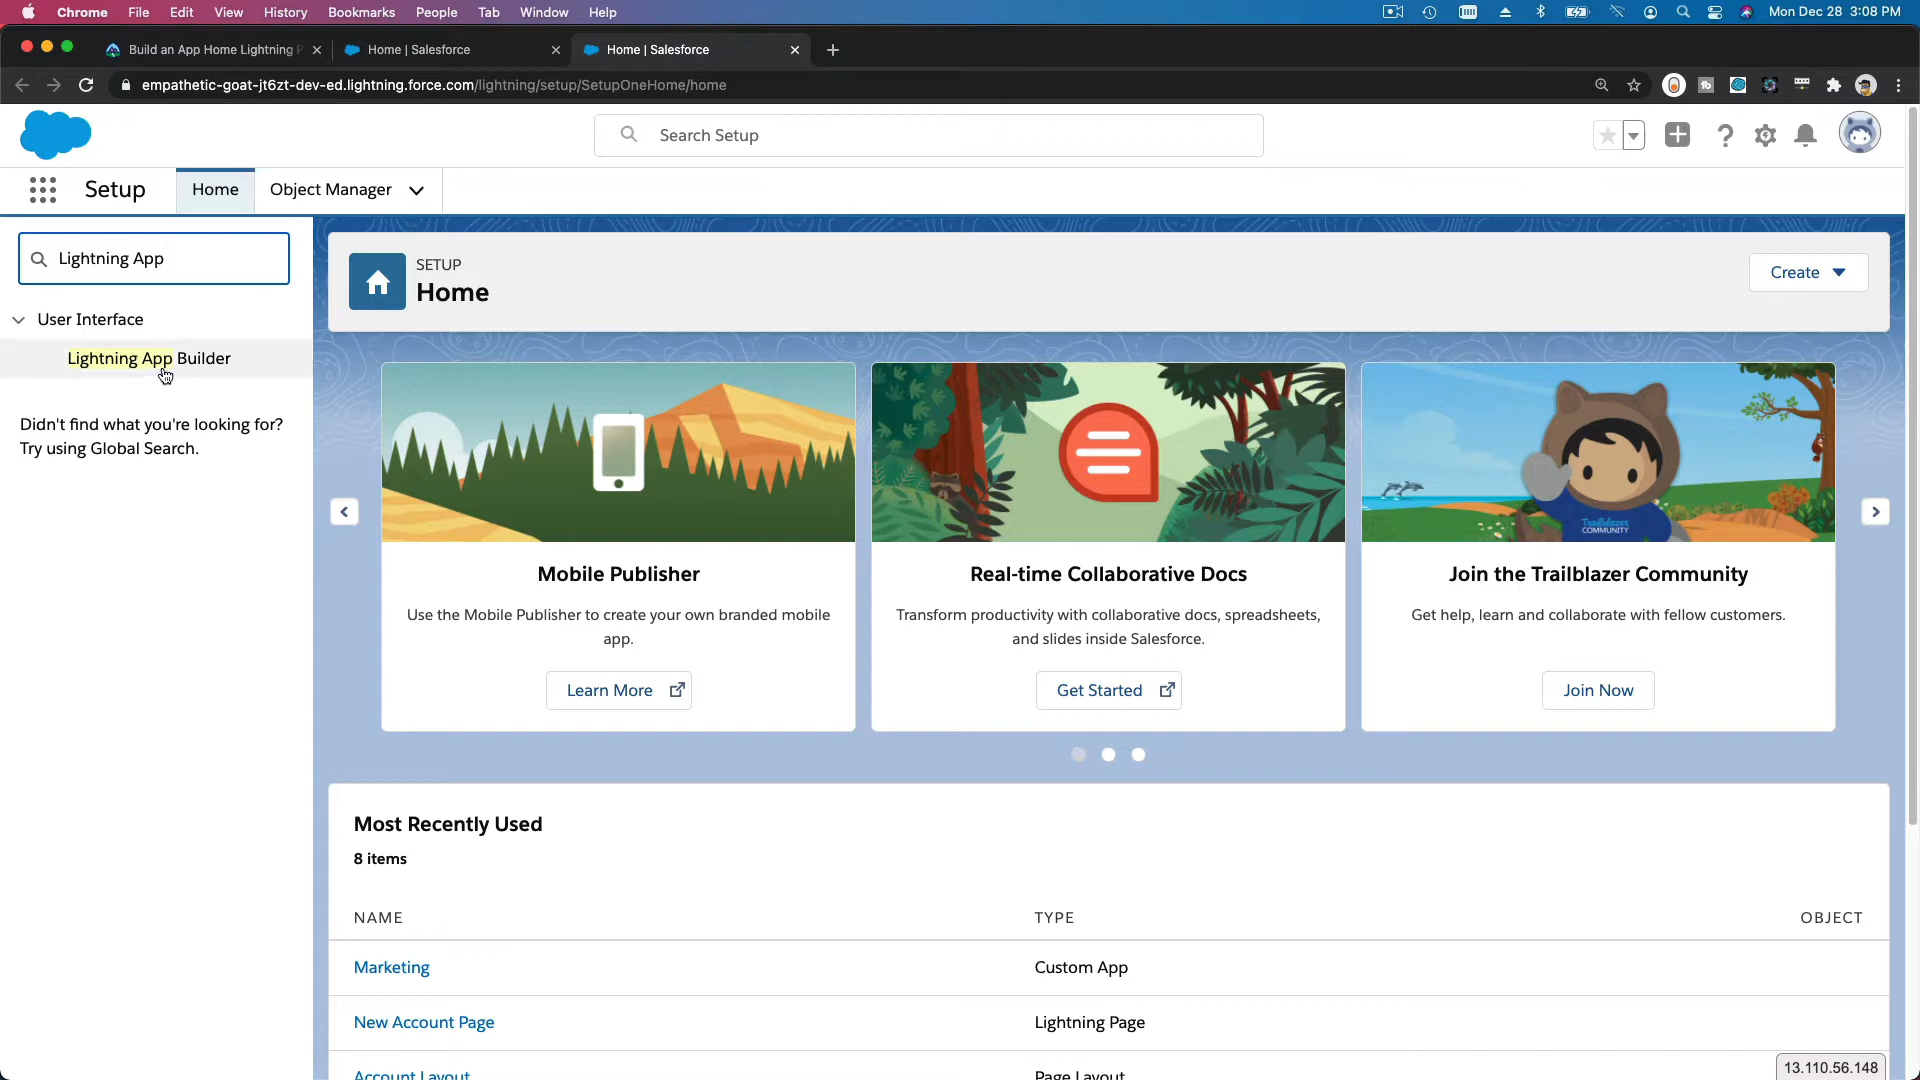 Chrome File Edit View History Bookmarks People Tab Window Help Mon Dec 28 3:08 PM
Build an App Home Lightning P Home | Salesforce Home | Salesforce
empathetic-goat-jt6zt-dev-ed.lightning.force.com/lightning/setup/SetupOneHome/home
Search Setup
Setup Home Object Manager
Lightning App
User Interface
Lightning App Builder
Didn't find what you're looking for?
Try using Global Search.
SETUP
Home
Create
Trailblazer
COMMUNITY
Mobile Publisher
Use the Mobile Publisher to create your own branded mobile
app.
Learn More
Real-time Collaborative Docs
Transform productivity with collaborative docs, spreadsheets,
and slides inside Salesforce.
Get Started
Join the Trailblazer Community
Get help, learn and collaborate with fellow customers.
Join Now
Most Recently Used
8 items
NAME TYPE OBJECT
Marketing Custom App
New Account Page Lightning Page
Account Layout Page Layout
13.110.56.148